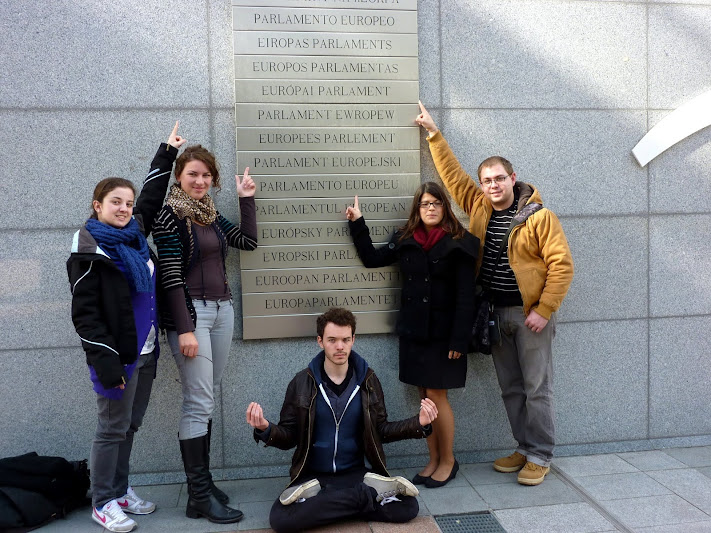 PARLAMENTO EUROPEO
EIROPAS PARLAMENTS
EUROPOS PARLAMENTAS
EURÓPAI PARLAMENT
PARLAMENT EWROPEW
EUROPEES PARLEMENT
PARLAMENT EUROPEJSKI
PARLAMENTO EUROPEU
PARLAMENTUL EUROPEAN
EURÓPSKY
EVROPSKI
EUROOPAN
EUROPAPARLAMENTET